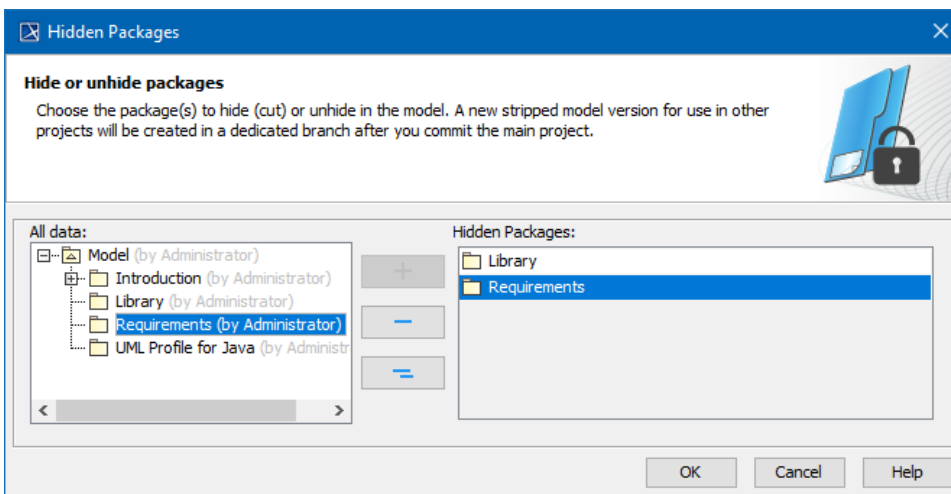 Hidden Packages
Hide or unhide packages
Choose the package(s) to hide (cut) or unhide in the model. A new stripped model version for use in other
projects will be created in a dedicated branch after you commit the main project.
All data:
Model (by Administrator)
Introduction (by Administrator)
Library (by Administrator)
Requirements (by Administrator)
UML Profile for Java (by Administr
Hidden Packages:
Library
Requirements
OK Cancel Help